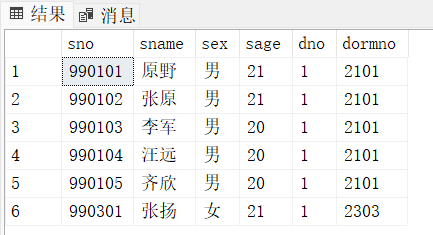 结果 消息
sno sname sex sage dno dormno
1 990101 原野 男 21 1 2101
2 990102 张原 男 21 1 2101
3 990103 李军 男 20 1 2101
4 990104 汪远 男 20 1 2101
5 990105 齐欣 男 20 1 2101
6 990301 张扬 女 21 1 2303